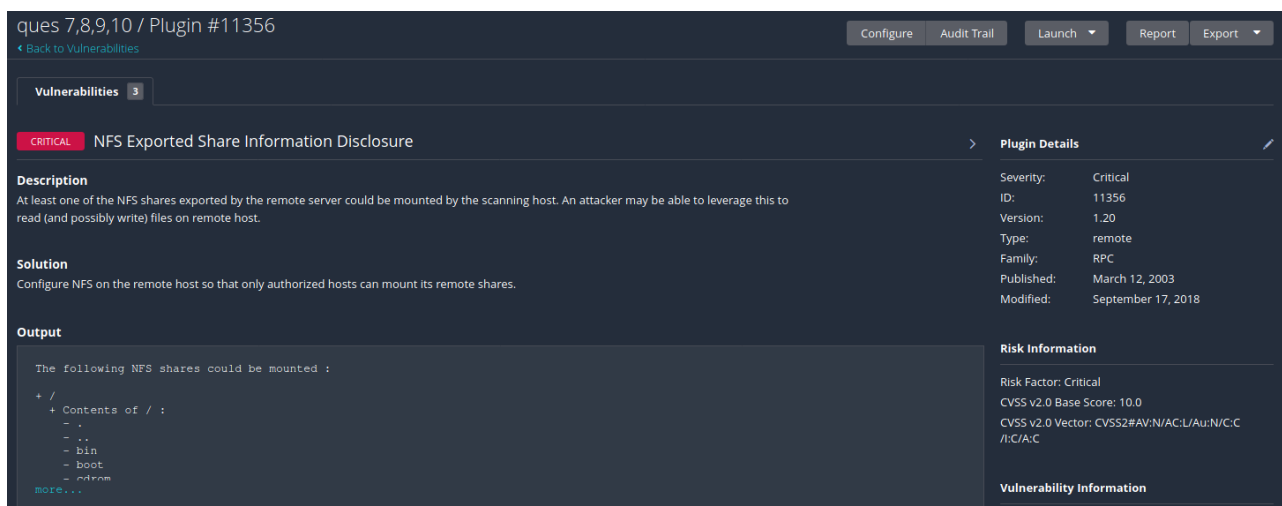 ques 7,8,9,10 / Plugin #11356
Back to Vulnerabilities
Configure
Audit Trail
Launch
Report
Export
Vulnerabilities 3
CRITICAL NFS Exported Share Information Disclosure
Description
At least one of the NFS shares exported by the remote server could be mounted by the scanning host. An attacker may be able to leverage this to
read (and possibly write) files on remote host.
Solution
Configure NFS on the remote host so that only authorized hosts can mount its remote shares.
Output
The following NFS shares could be mounted :
+ /
+ Contents of / :
- .
- ..
- bin
- boot
- cdrom
more...
Plugin Details
Severity: Critical
ID: 11356
Version: 1.20
Type: remote
Family: RPC
Published: March 12, 2003
Modified: September 17, 2018
Risk Information
Risk Factor: Critical
CVSS v2.0 Base Score: 10.0
CVSS v2.0 Vector: CVSS2#AV:N/AC:L/Au:N/C:C
/I:C/A:C
Vulnerability Information